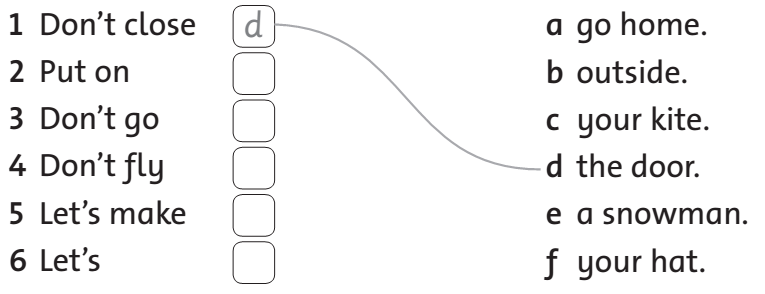 1 Don't close d a go home.
2 Put on b outside.
3 Don't go c your kite.
4 Don't fly d the door.
5 Let's make e a snowman.
6 Let's f your hat.